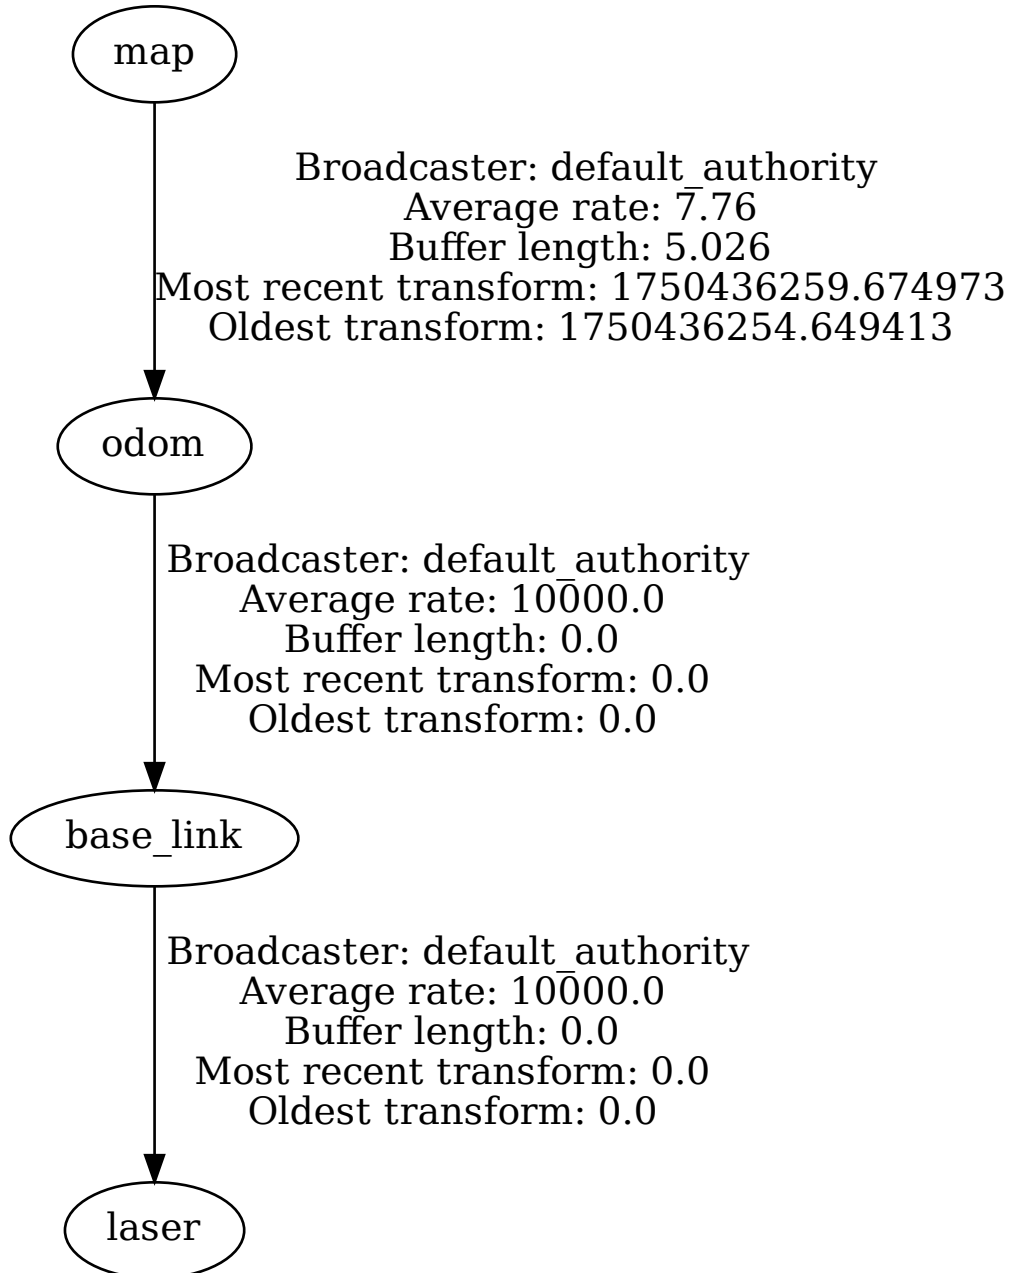 map
Broadcaster: default_authority
Average rate: 7.76
Buffer length: 5.026
Most recent transform: 1750436259.674973
Oldest transform: 1750436254.649413
odom
Broadcaster: default_authority
Average rate: 10000.0
Buffer length: 0.0
Most recent transform: 0.0
Oldest transform: 0.0
base_link
Broadcaster: default_authority
Average rate: 10000.0
Buffer length: 0.0
Most recent transform: 0.0
Oldest transform: 0.0
laser